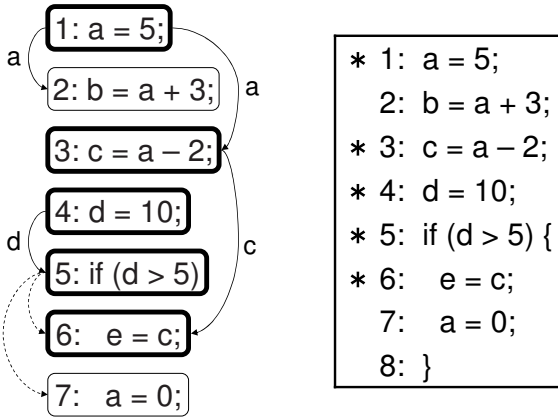 1: a = 5;
a
2: b = a + 3;
a
3: c = a – 2;
4: d = 10;
d
c
5: if (d > 5)
6: e = c;
7: a = 0;
* 1: a = 5;
2: b = a + 3;
* 3: c = a – 2;
* 4: d = 10;
* 5: if (d > 5) {
* 6: e = c;
7: a = 0;
8: }